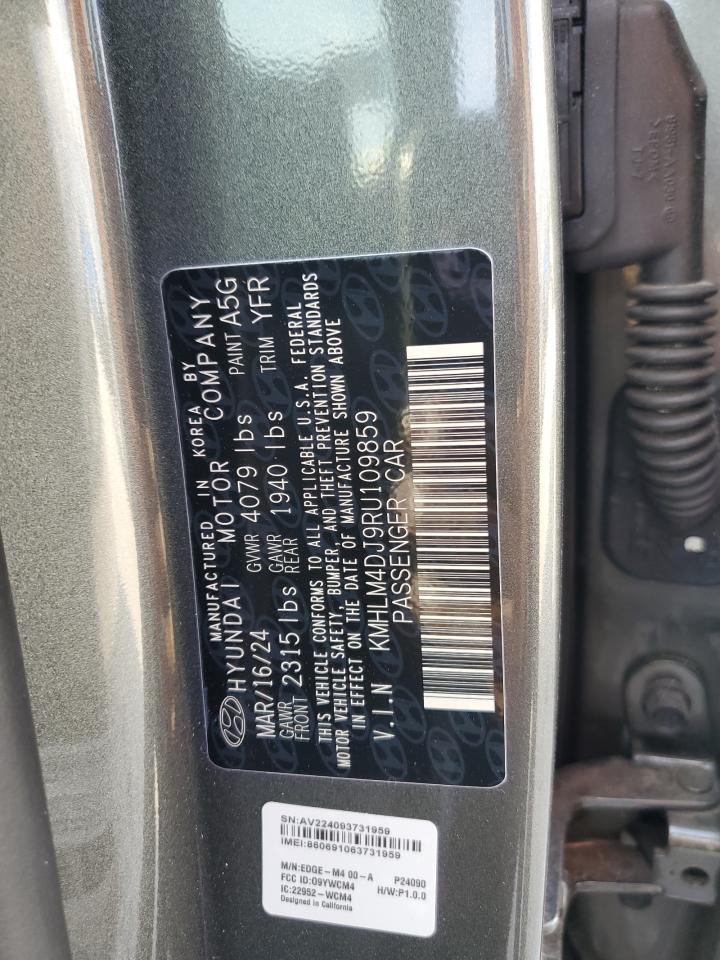 MANUFACTURED IN KOREA BY
HYUNDAI MOTOR COMPANY
MAR/16/24 GVWR 4079 lbs PAINT A5G
GAWR FRONT 2315 lbs GAWR REAR 1940 lbs TRIM YFR
THIS VEHICLE CONFORMS TO ALL APPLICABLE U.S.A. FEDERAL
MOTOR VEHICLE SAFETY, BUMPER, AND THEFT PREVENTION STANDARDS
IN EFFECT ON THE DATE OF MANUFACTURE SHOWN ABOVE
V.I.N KMHLM4DJ9RU109859
PASSENGER CAR
SN:AV224093731959
IMEI:860691063731959
M/N:EDGE-M4 00-A P24090
FCC ID:O9YWCM4 H/W:P1.0.0
IC:22952-WCM4
Designed in California